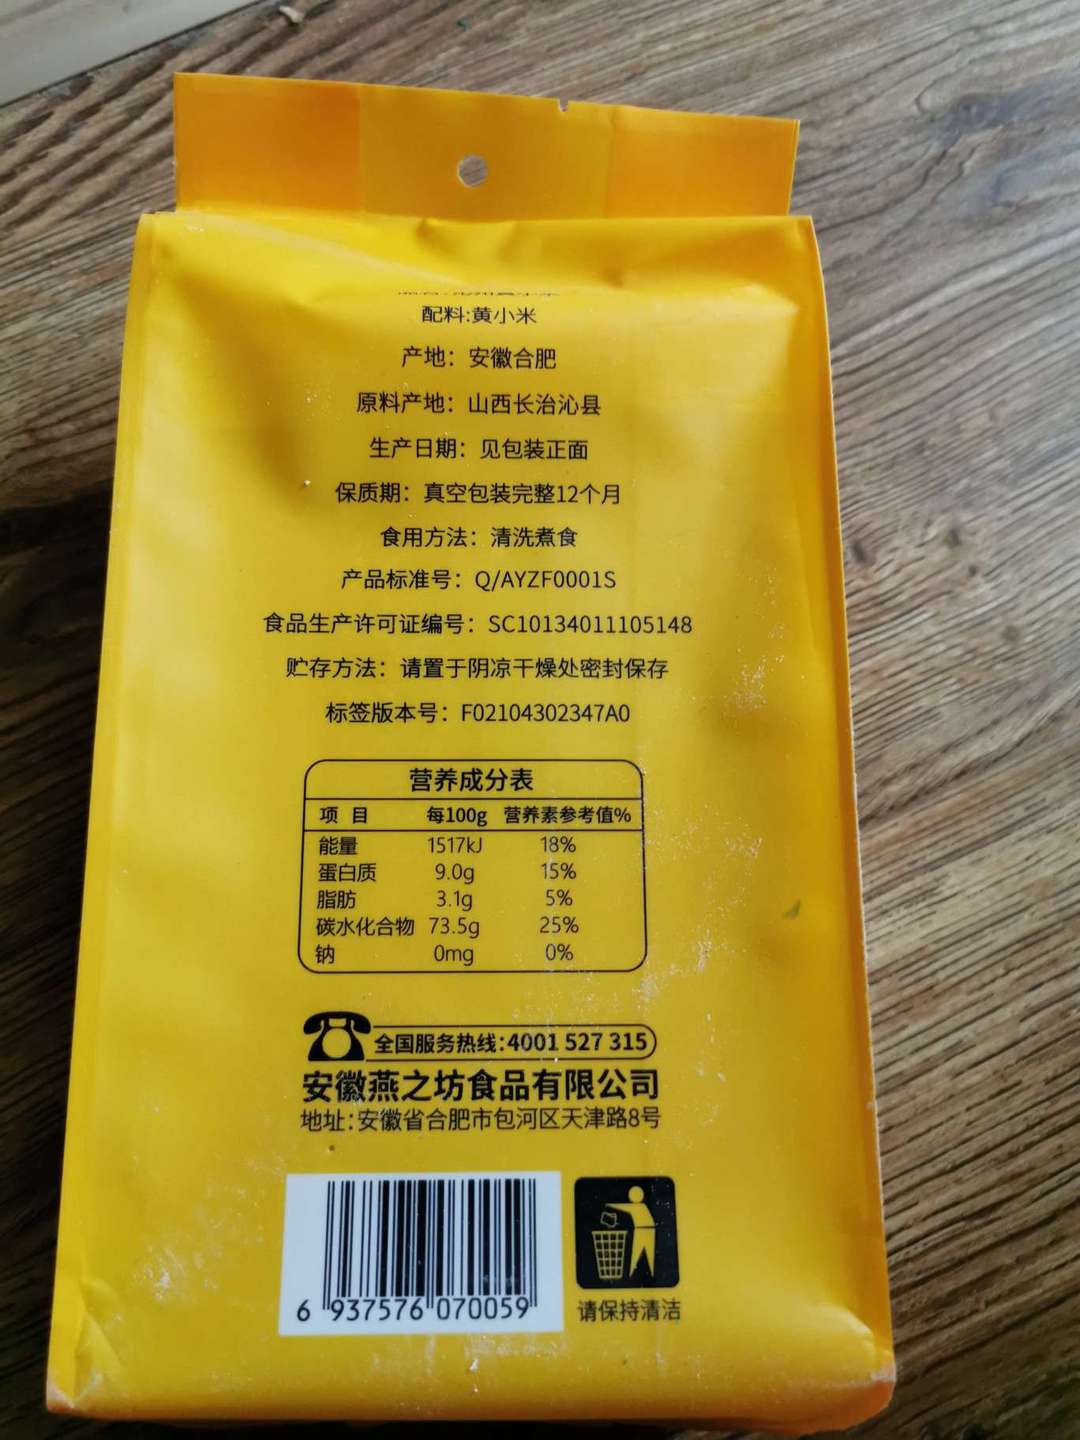 配料:黄小米
产地：安徽合肥
原料产地：山西长治沁县
生产日期：见包装正面
保质期：真空包装完整12个月
食用方法：清洗煮食
产品标准号：Q/AYZF0001S
食品生产许可证编号：SC10134011105148
贮存方法：请置于阴凉干燥处密封保存
标签版本号：F02104302347A0
营养成分表
项 目 每100g 营养素参考值%
能量 1517kJ 18%
蛋白质 9.0g 15%
脂肪 3.1g 5%
碳水化合物 73.5g 25%
钠 0mg 0%
全国服务热线:4001 527 315
安徽燕之坊食品有限公司
地址:安徽省合肥市包河区天津路8号
6 937576 070059
请保持清洁